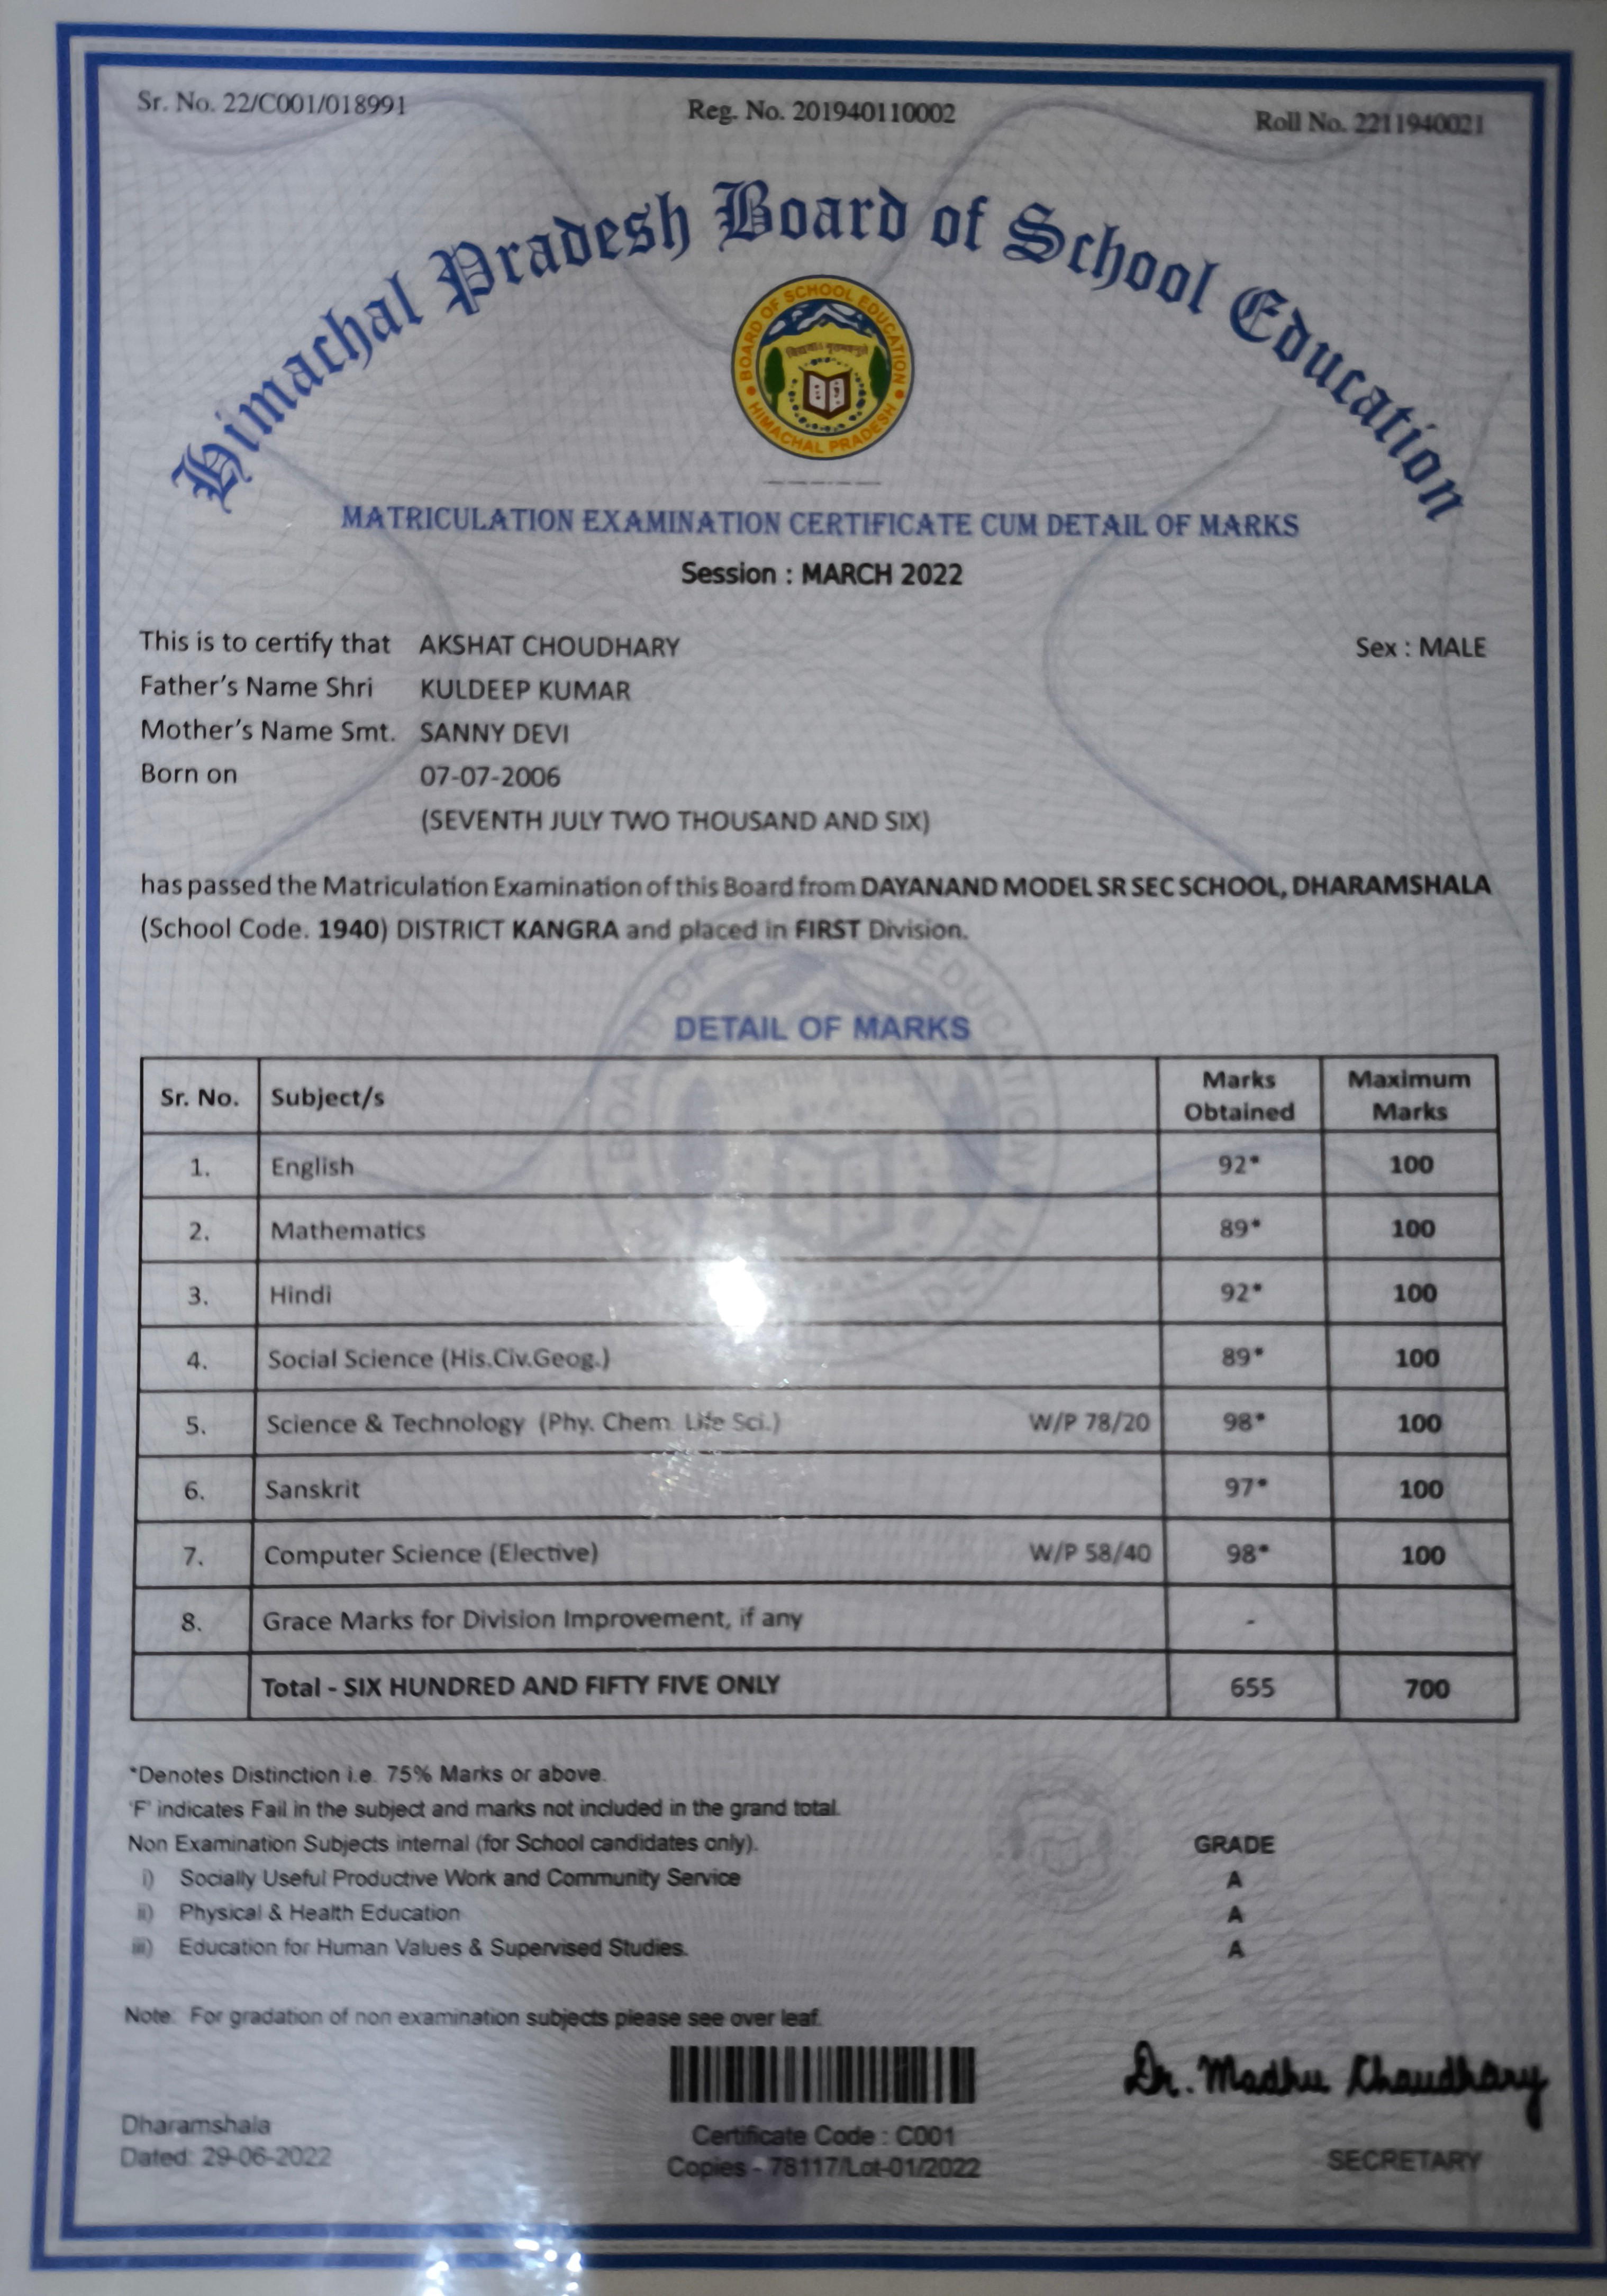 Sr. No. 22/C001/018991 Reg. No. 201940110002 Roll No. 2211940021
Himachal Pradesh Board of School Education
BOARD OF SCHOOL EDUCATION
HIMACHAL PRADESH
MATRICULATION EXAMINATION CERTIFICATE CUM DETAIL OF MARKS
Session : MARCH 2022
This is to certify that AKSHAT CHOUDHARY Sex : MALE
Father's Name Shri KULDEEP KUMAR
Mother's Name Smt. SANNY DEVI
Born on 07-07-2006
(SEVENTH JULY TWO THOUSAND AND SIX)
has passed the Matriculation Examination of this Board from DAYANAND MODEL SR SEC SCHOOL, DHARAMSHALA
(School Code. 1940) DISTRICT KANGRA and placed in FIRST Division.
DETAIL OF MARKS
Sr. No. Subject/s Marks Obtained Maximum Marks
1. English 92* 100
2. Mathematics 89* 100
3. Hindi 92* 100
4. Social Science (His.Civ.Geog.) 89* 100
5. Science & Technology (Phy. Chem. Life Sci.) W/P 78/20 98* 100
6. Sanskrit 97* 100
7. Computer Science (Elective) W/P 58/40 98* 100
8. Grace Marks for Division Improvement, if any -
Total - SIX HUNDRED AND FIFTY FIVE ONLY 655 700
*Denotes Distinction i.e. 75% Marks or above.
'F' indicates Fail in the subject and marks not included in the grand total.
Non Examination Subjects internal (for School candidates only). GRADE
i) Socially Useful Productive Work and Community Service A
ii) Physical & Health Education A
iii) Education for Human Values & Supervised Studies. A
Note: For gradation of non examination subjects please see over leaf.
Dr. Madhu Chaudhary
Dharamshala Certificate Code : C001
Dated: 29-06-2022 Copies - 78117/Lot-01/2022 SECRETARY